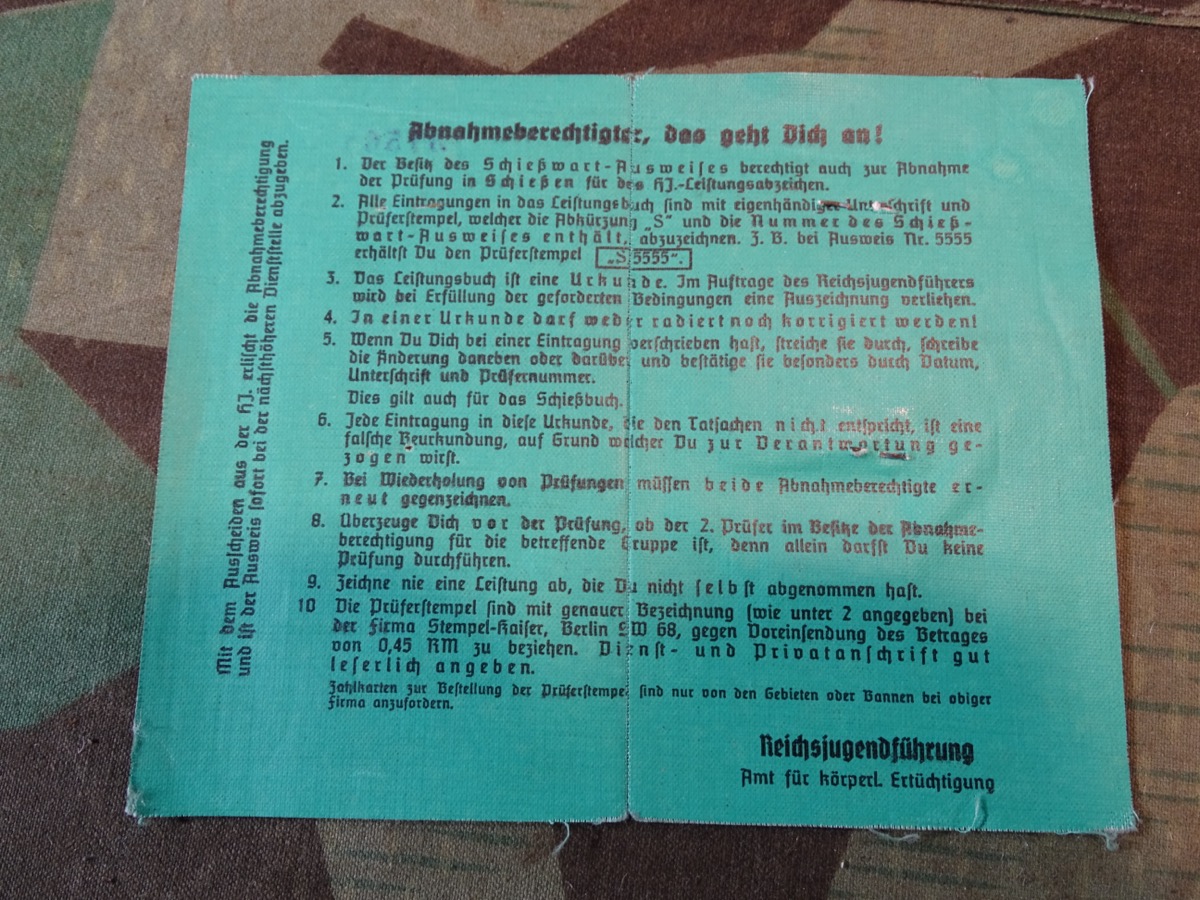 Abnahmeberechtigter, das geht Dich an!
1. Der Besitz des Schießwart-Ausweises berechtigt auch zur Abnahme
der Prüfung in Schießen für des HJ.-Leistungsabzeichen.
2. Alle Eintragungen in das Leistungsbuch sind mit eigenhändiger Unterschrift und
Prüferstempel, welcher die Abkürzung „S" und die Nummer des Schieß-
wart-Ausweises enthält, abzuzeichnen. Z. B. bei Ausweis Nr. 5555
erhältst Du den Prüferstempel „S 5555".
3. Das Leistungsbuch ist eine Urkunde. Im Auftrage des Reichsjugendführers
wird bei Erfüllung der geforderten Bedingungen eine Auszeichnung verliehen.
4. In einer Urkunde darf weder radiert noch korrigiert werden!
5. Wenn Du Dich bei einer Eintragung verschrieben hast, streiche sie durch, schreibe
die Änderung daneben oder darüber und bestätige sie besonders durch Datum,
Unterschrift und Prüfernummer.
Dies gilt auch für das Schießbuch.
6. Jede Eintragung in diese Urkunde, die den Tatsachen nicht entspricht, ist eine
falsche Beurkundung, auf Grund welcher Du zur Verantwortung ge-
zogen wirst.
7. Bei Wiederholung von Prüfungen müssen beide Abnahmeberechtigte er-
neut gegenzeichnen.
8. Überzeuge Dich vor der Prüfung, ob der 2. Prüfer im Besitze der Abnahme-
berechtigung für die betreffende Gruppe ist, denn allein darfst Du keine
Prüfung durchführen.
9. Zeichne nie eine Leistung ab, die Du nicht selbst abgenommen hast.
10 Die Prüferstempel sind mit genauer Bezeichnung (wie unter 2 angegeben) bei
der Firma Stempel-Kaiser, Berlin SW 68, gegen Voreinsendung des Betrages
von 0,45 RM zu beziehen. Dienst- und Privatanschrift gut
leserlich angeben.
Zahlkarten zur Bestellung der Prüferstempel sind nur von den Gebieten oder Bannen bei obiger
Firma anzufordern.
Reichsjugendführung
Amt für körperl. Ertüchtigung
Mit dem Ausscheiden aus der HJ. erlischt die Abnahmeberechtigung
und ist der Ausweis sofort bei der nächsthöheren Dienststelle abzugeben.